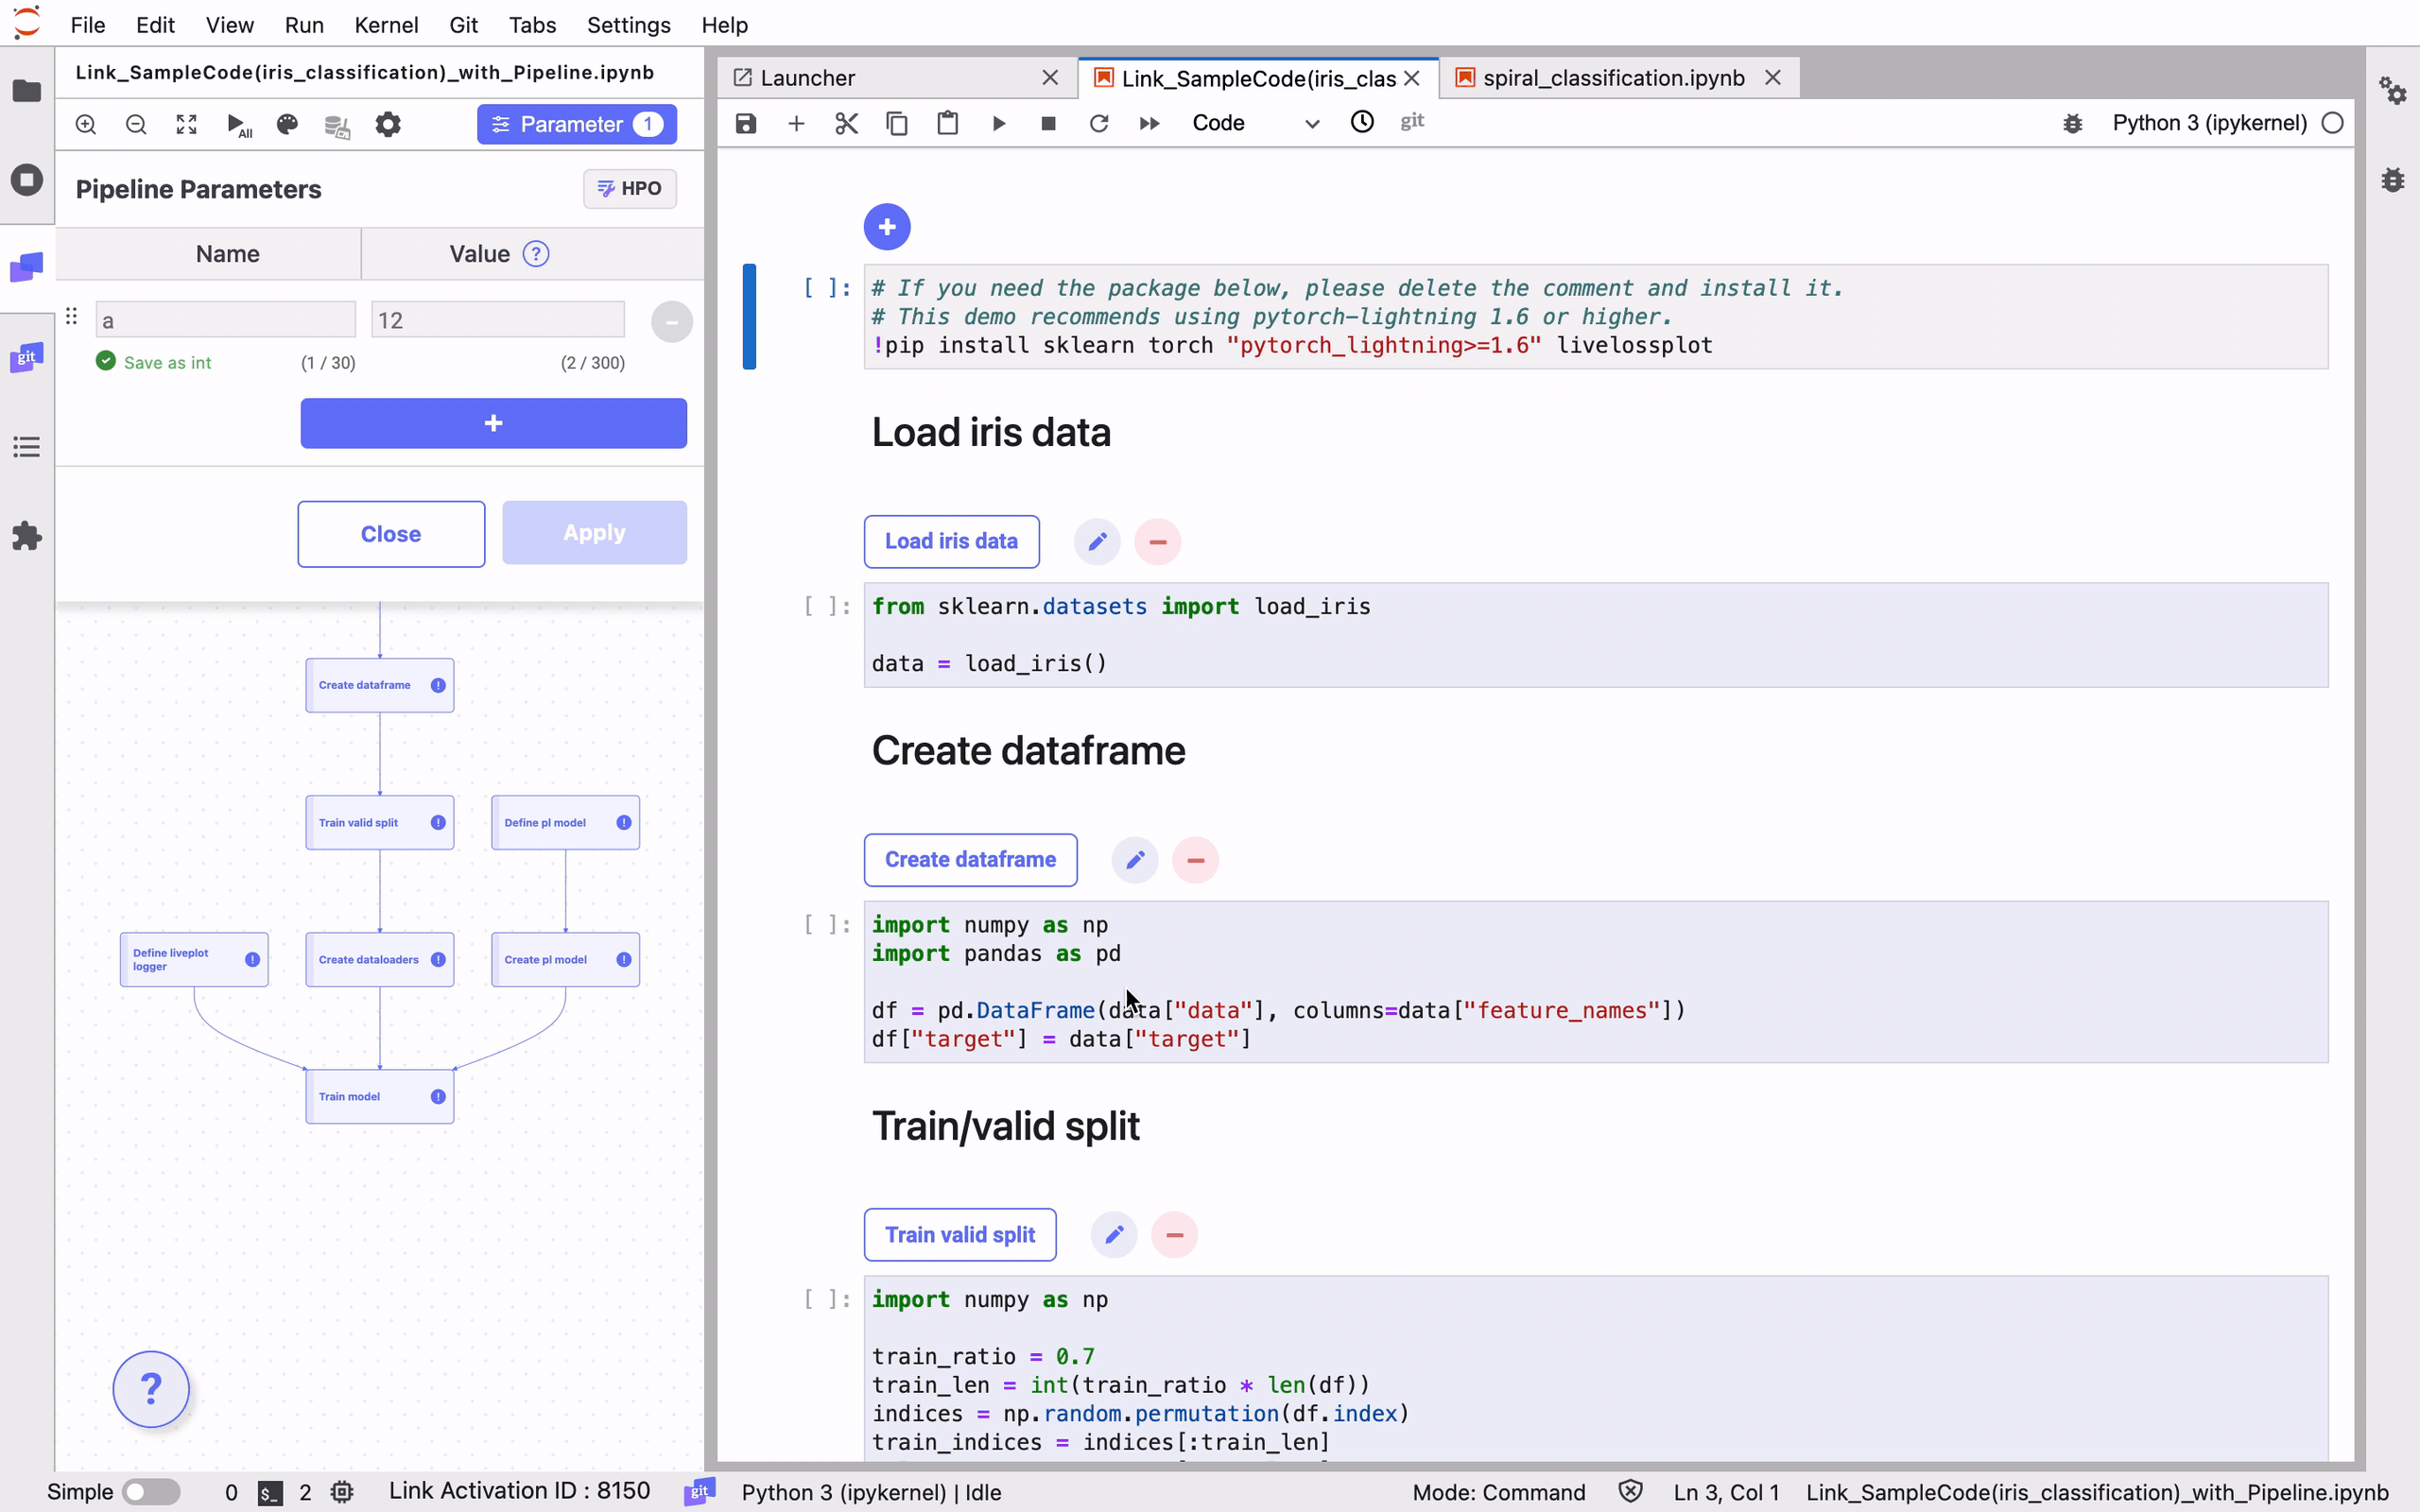 File Edit View Run Kernel Git Tabs Settings Help
Link_SampleCode(iris_classification)_with_Pipeline.ipynb
All
Parameter 1
Pipeline Parameters
HPO
Name Value ?
a 12
Save as int (1 / 30) (2 / 300)
+
Close Apply
Create dataframe !
Train valid split ! Define pl model !
Define liveplot
logger ! Create dataloaders ! Create pl model !
Train model !
?
git
Launcher
Link_SampleCode(iris_clas
spiral_classification.ipynb
Code git Python 3 (ipykernel)
[ ]: # If you need the package below, please delete the comment and install it.
# This demo recommends using pytorch-lightning 1.6 or higher.
!pip install sklearn torch "pytorch_lightning>=1.6" livelossplot
Load iris data
Load iris data
[ ]: from sklearn.datasets import load_iris
data = load_iris()
Create dataframe
Create dataframe
[ ]: import numpy as np
import pandas as pd
df = pd.DataFrame(data["data"], columns=data["feature_names"])
df["target"] = data["target"]
Train/valid split
Train valid split
[ ]: import numpy as np
train_ratio = 0.7
train_len = int(train_ratio * len(df))
indices = np.random.permutation(df.index)
train_indices = indices[:train_len]
Simple 0 $_ 2 Link Activation ID : 8150 git Python 3 (ipykernel) | Idle Mode: Command Ln 3, Col 1 Link_SampleCode(iris_classification)_with_Pipeline.ipynb